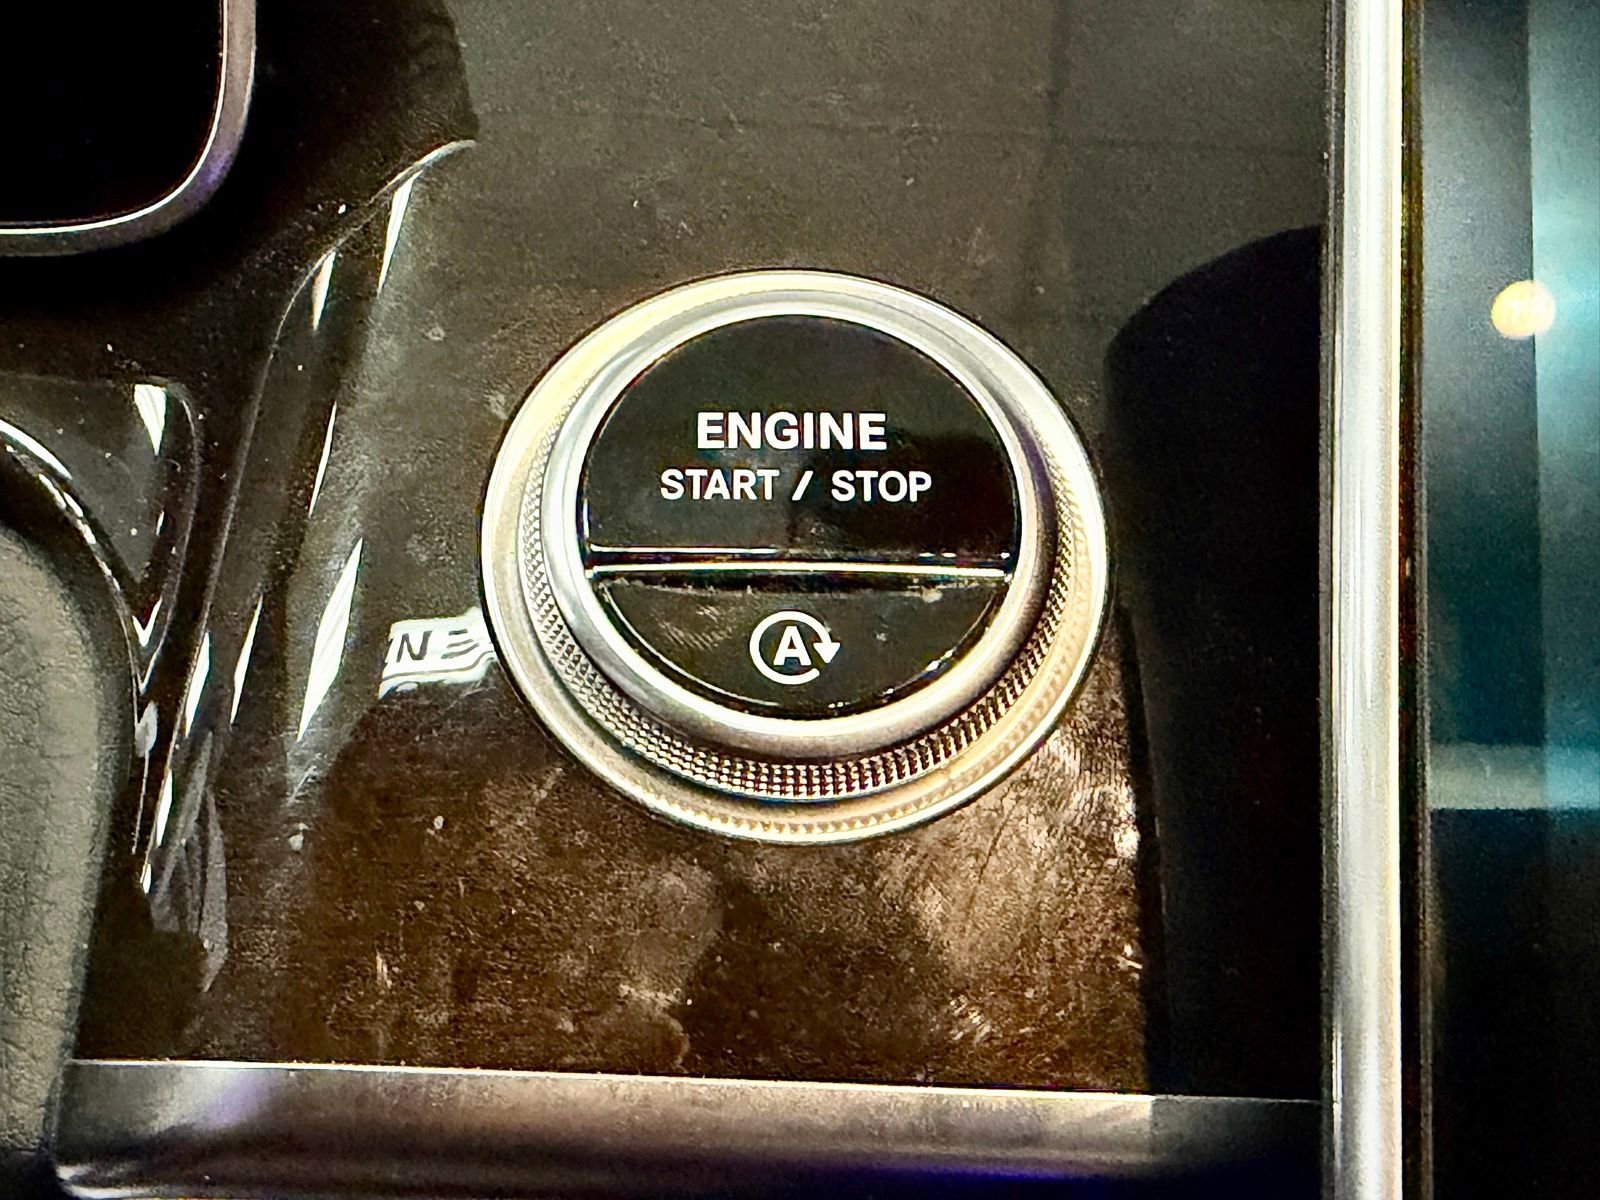 ENGINE
START / STOP
A